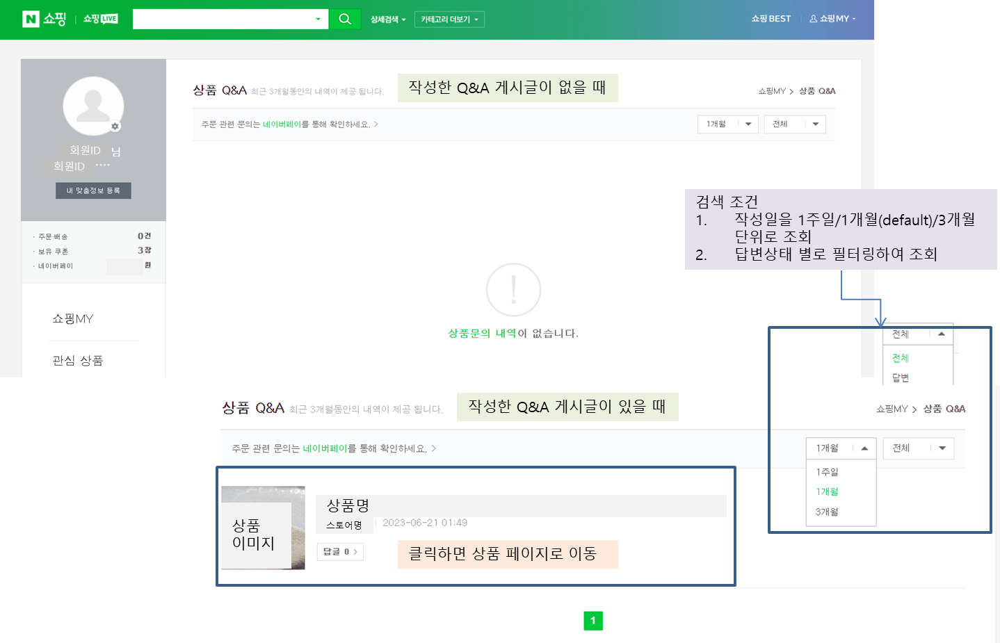 N 쇼핑 쇼핑LIVE 상세검색 카테고리 더보기 쇼핑 BEST 쇼핑 MY
상품 Q&A 최근 3개월동안의 내역이 제공 됩니다. 작성한 Q&A 게시글이 없을 때 쇼핑MY > 상품 Q&A
주문 관련 문의는 네이버페이를 통해 확인하세요. > 1개월 전체
회원ID 님
회원ID ****
내 맞춤정보 등록
· 주문·배송 0건
· 보유 쿠폰 3장
· 네이버페이 원
쇼핑MY
관심 상품
!
상품문의 내역이 없습니다.
검색 조건
1. 작성일을 1주일/1개월(default)/3개월
단위로 조회
2. 답변상태 별로 필터링하여 조회
전체
전체
답변
상품 Q&A 최근 3개월동안의 내역이 제공 됩니다. 작성한 Q&A 게시글이 있을 때 쇼핑MY > 상품 Q&A
주문 관련 문의는 네이버페이를 통해 확인하세요. > 1개월 전체
1주일
1개월
3개월
상품
이미지
상품명
스토어명 2023-06-21 01:49
답글 0 >
클릭하면 상품 페이지로 이동
1